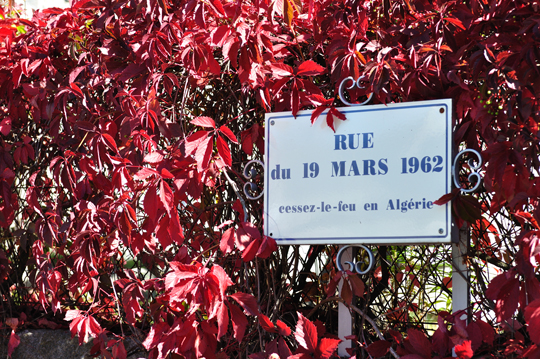 RUE
du 19 MARS 1962
cessez-le-feu en Algérie